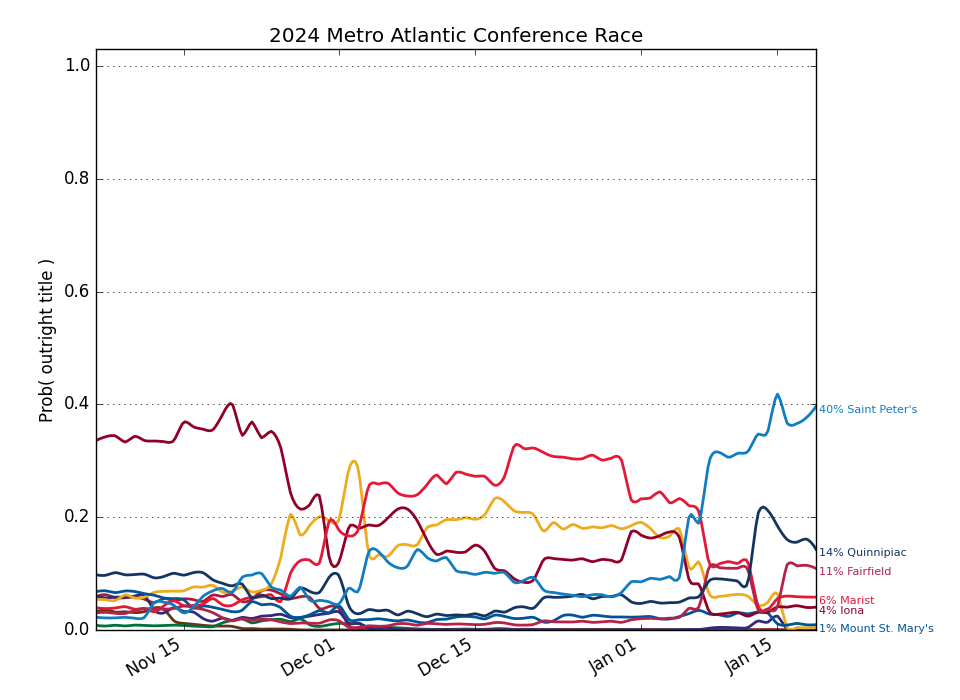 2024 Metro Atlantic Conference Race
Prob( outright title )
1.0
0.8
0.6
0.4
0.2
0.0
Nov 15
Dec 01
Dec 15
Jan 01
Jan 15
40% Saint Peter's
14% Quinnipiac
11% Fairfield
6% Marist
4% Iona
1% Mount St. Mary's